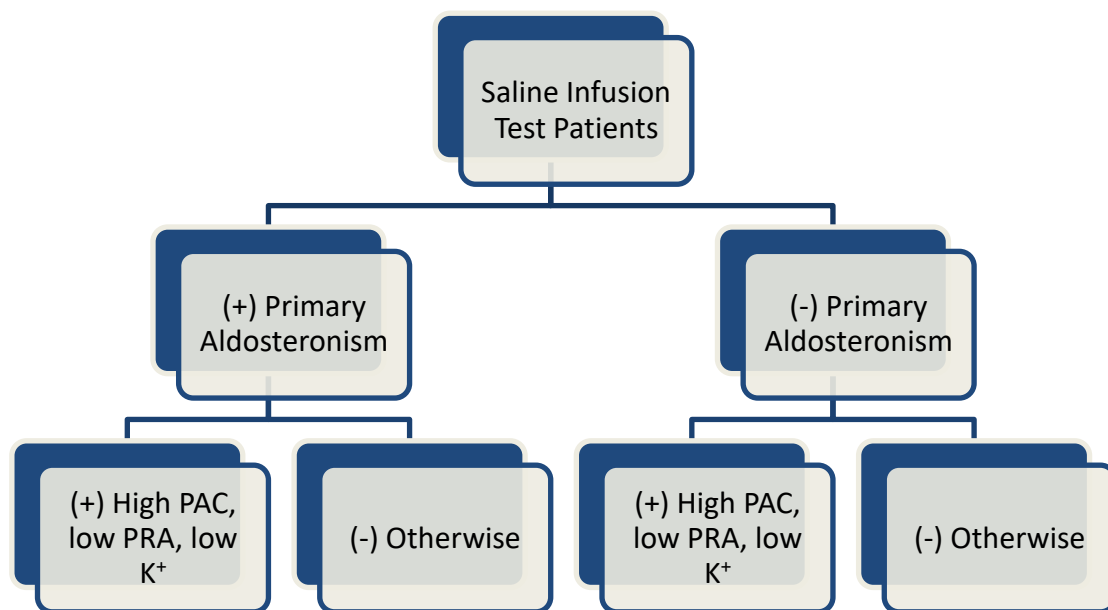 Saline Infusion
Test Patients
(+) Primary
Aldosteronism
(-) Primary
Aldosteronism
(+) High PAC,
low PRA, low
K⁺
(-) Otherwise
(+) High PAC,
low PRA, low
K⁺
(-) Otherwise